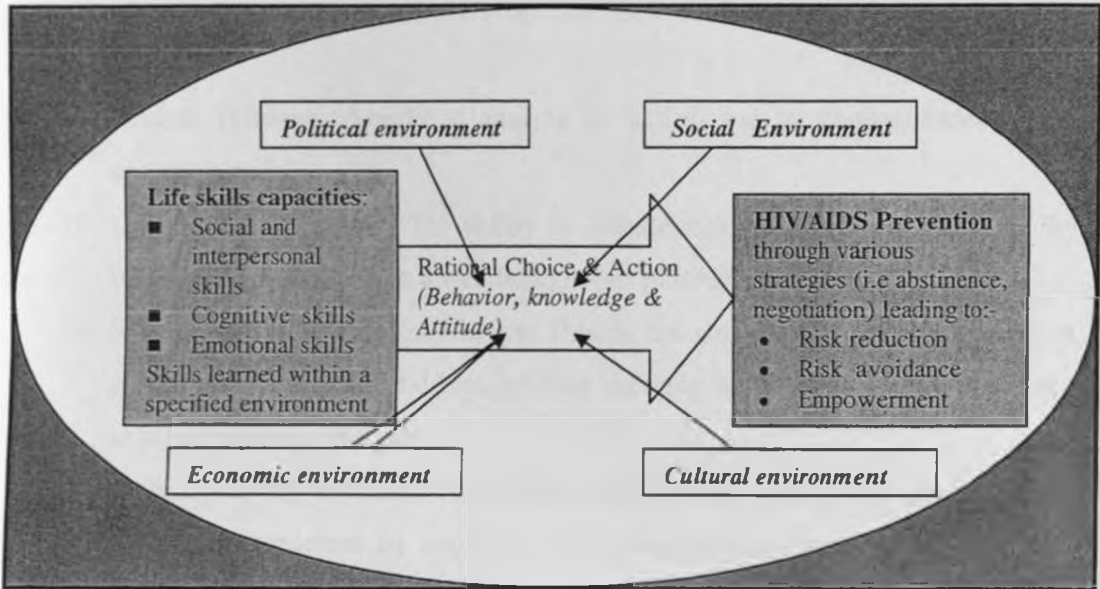 Political environment
Social Environment
Life skills capacities:
■ Social and
interpersonal
skills
■ Cognitive skills
■ Emotional skills
Skills learned within a
specified environment
Rational Choice & Action
(Behavior, knowledge &
Attitude)
HIV/AIDS Prevention
through various
strategies (i.e abstinence,
negotiation) leading to:-
• Risk reduction
• Risk avoidance
• Empowerment
Economic environment
Cultural environment